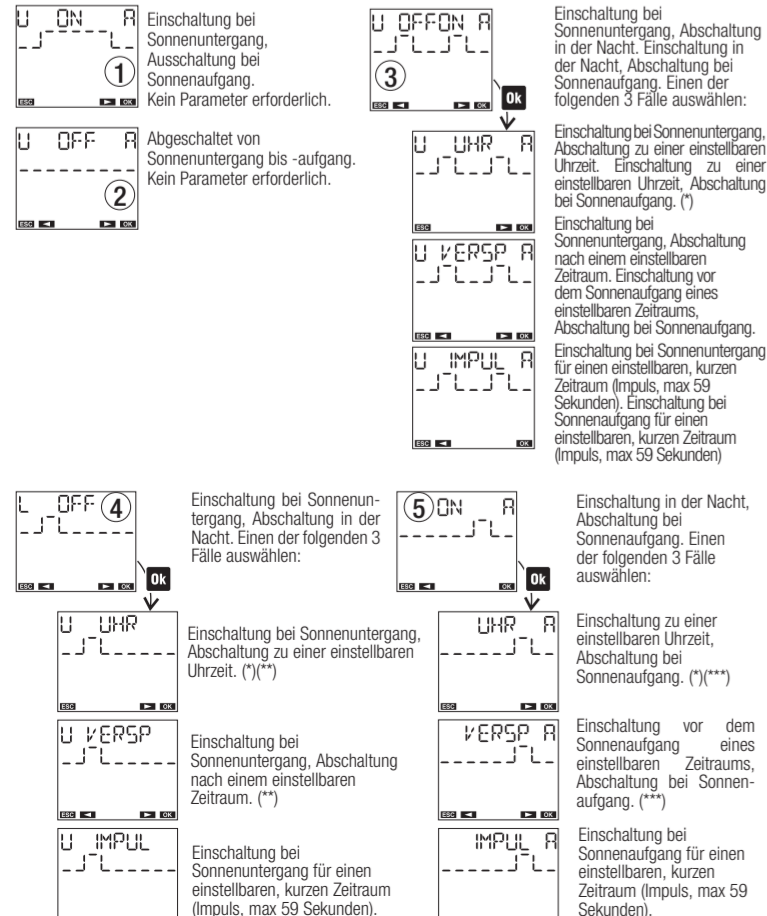 U ON A
ESC ► OK
1
Einschaltung bei
Sonnenuntergang,
Ausschaltung bei
Sonnenaufgang.
Kein Parameter erforderlich.
U OFF A
2
ESC ◄ ► OK
Abgeschaltet von
Sonnenuntergang bis -aufgang.
Kein Parameter erforderlich.
U OFFON A
3
ESC ◄ ► OK
Ok
Einschaltung bei
Sonnenuntergang, Abschaltung
in der Nacht. Einschaltung in
der Nacht, Abschaltung bei
Sonnenaufgang. Einen der
folgenden 3 Fälle auswählen:
U UHR A
ESC ► OK
Einschaltung bei Sonnenuntergang,
Abschaltung zu einer einstellbaren
Uhrzeit. Einschaltung zu einer
einstellbaren Uhrzeit, Abschaltung
bei Sonnenaufgang. (*)
U VERSP A
ESC ◄ ► OK
Einschaltung bei
Sonnenuntergang, Abschaltung
nach einem einstellbaren
Zeitraum. Einschaltung vor
dem Sonnenaufgang eines
einstellbaren Zeitraums,
Abschaltung bei Sonnenaufgang.
U IMPUL A
ESC ◄ OK
Einschaltung bei Sonnenuntergang
für einen einstellbaren, kurzen
Zeitraum (Impuls, max 59
Sekunden). Einschaltung bei
Sonnenaufgang für einen
einstellbaren, kurzen Zeitraum
(Impuls, max 59 Sekunden)
L OFF 4
ESC ◄ ► OK
Ok
Einschaltung bei Sonnenun-
tergang, Abschaltung in der
Nacht. Einen der folgenden 3
Fälle auswählen:
U UHR
ESC ► OK
Einschaltung bei Sonnenuntergang,
Abschaltung zu einer einstellbaren
Uhrzeit. (*)(**)
U VERSP
ESC ◄ ► OK
Einschaltung bei
Sonnenuntergang, Abschaltung
nach einem einstellbaren
Zeitraum. (**)
U IMPUL
Einschaltung bei
Sonnenuntergang für einen
einstellbaren, kurzen Zeitraum
(Impuls, max 59 Sekunden).
5 ON A
ESC ◄ OK
Ok
Einschaltung in der Nacht,
Abschaltung bei
Sonnenaufgang. Einen
der folgenden 3 Fälle
auswählen:
UHR A
ESC ► OK
Einschaltung zu einer
einstellbaren Uhrzeit,
Abschaltung bei
Sonnenaufgang. (*)(***)
VERSP A
ESC ◄ ► OK
Einschaltung vor dem
Sonnenaufgang eines
einstellbaren Zeitraums,
Abschaltung bei Sonnen-
aufgang. (***)
IMPUL A
Einschaltung bei
Sonnenaufgang für einen
einstellbaren, kurzen
Zeitraum (Impuls, max 59
Sekunden).